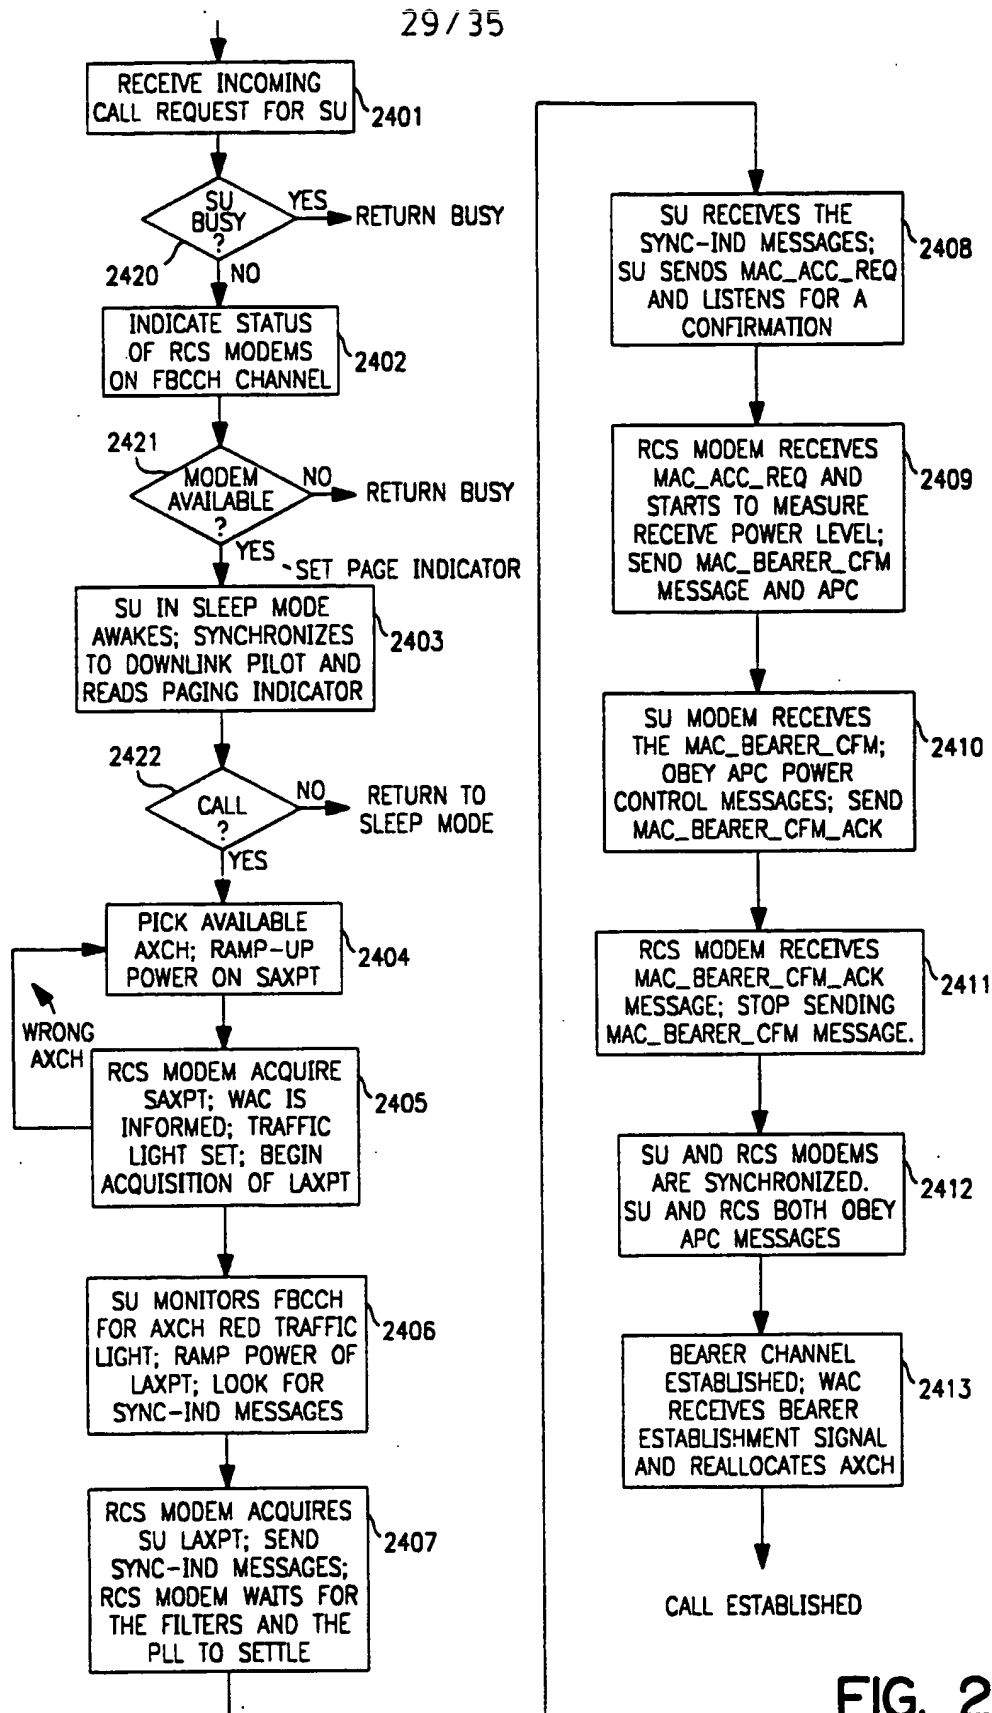 29/35
RECEIVE INCOMING
CALL REQUEST FOR SU
2401
SU
BUSY
?
YES
RETURN BUSY
2420
NO
INDICATE STATUS
OF RCS MODEMS
ON FBCCH CHANNEL
2402
2421
MODEM
AVAILABLE
?
NO
RETURN BUSY
YES
SET PAGE INDICATOR
SU IN SLEEP MODE
AWAKES; SYNCHRONIZES
TO DOWNLINK PILOT AND
READS PAGING INDICATOR
2403
2422
CALL
?
NO
RETURN TO
SLEEP MODE
YES
PICK AVAILABLE
AXCH; RAMP-UP
POWER ON SAXPT
2404
WRONG
AXCH
RCS MODEM ACQUIRE
SAXPT; WAC IS
INFORMED; TRAFFIC
LIGHT SET; BEGIN
ACQUISITION OF LAXPT
2405
SU MONITORS FBCCH
FOR AXCH RED TRAFFIC
LIGHT; RAMP POWER OF
LAXPT; LOOK FOR
SYNC-IND MESSAGES
2406
RCS MODEM ACQUIRES
SU LAXPT; SEND
SYNC-IND MESSAGES;
RCS MODEM WAITS FOR
THE FILTERS AND THE
PLL TO SETTLE
2407
SU RECEIVES THE
SYNC-IND MESSAGES;
SU SENDS MAC_ACC_REQ
AND LISTENS FOR A
CONFIRMATION
2408
RCS MODEM RECEIVES
MAC_ACC_REQ AND
STARTS TO MEASURE
RECEIVE POWER LEVEL;
SEND MAC_BEARER_CFM
MESSAGE AND APC
2409
SU MODEM RECEIVES
THE MAC_BEARER_CFM;
OBEY APC POWER
CONTROL MESSAGES; SEND
MAC_BEARER_CFM_ACK
2410
RCS MODEM RECEIVES
MAC_BEARER_CFM_ACK
MESSAGE; STOP SENDING
MAC_BEARER_CFM MESSAGE.
2411
SU AND RCS MODEMS
ARE SYNCHRONIZED.
SU AND RCS BOTH OBEY
APC MESSAGES
2412
BEARER CHANNEL
ESTABLISHED; WAC
RECEIVES BEARER
ESTABLISHMENT SIGNAL
AND REALLOCATES AXCH
2413
CALL ESTABLISHED
FIG. 2